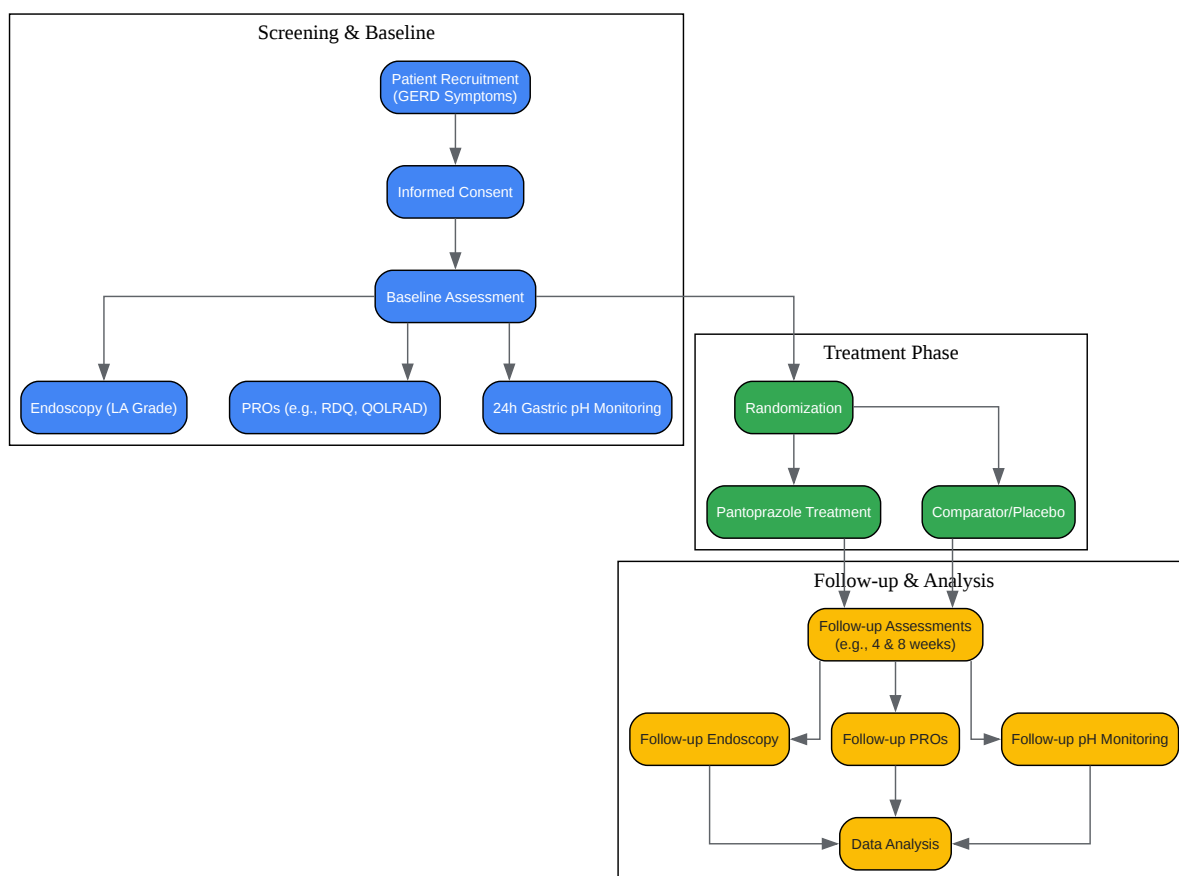 Screening & Baseline
Patient Recruitment
(GERD Symptoms)
Informed Consent
Baseline Assessment
Endoscopy (LA Grade)
PROs (e.g., RDQ, QOLRAD)
24h Gastric pH Monitoring
Treatment Phase
Randomization
Pantoprazole Treatment
Comparator/Placebo
Follow-up & Analysis
Follow-up Assessments
(e.g., 4 & 8 weeks)
Follow-up Endoscopy
Follow-up PROs
Follow-up pH Monitoring
Data Analysis